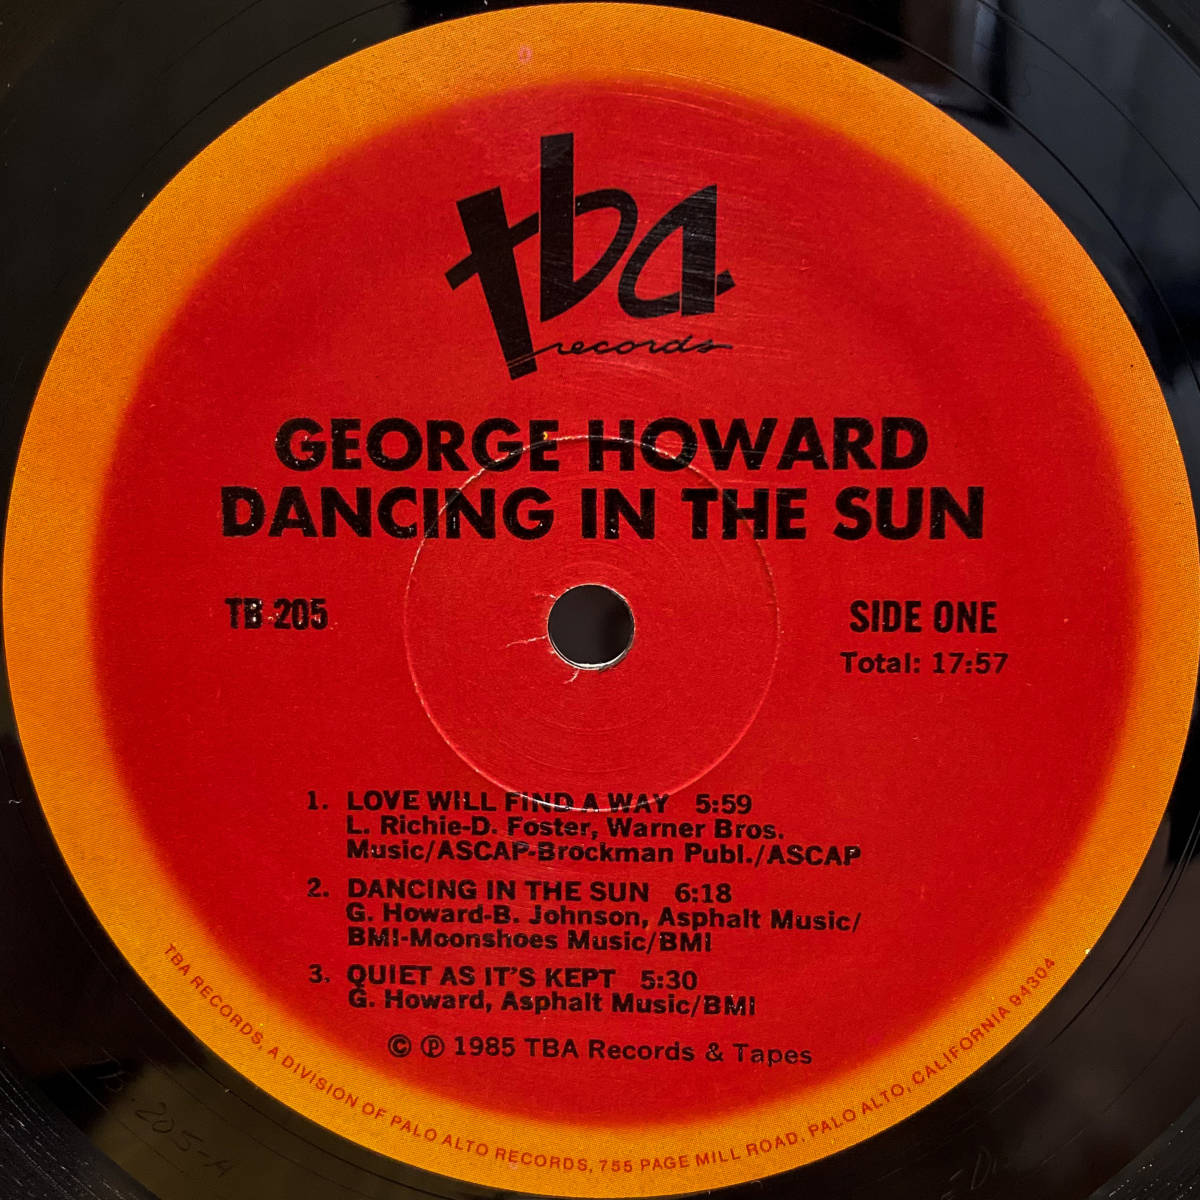 tba
records
GEORGE HOWARD
DANCING IN THE SUN
TB 205
SIDE ONE
Total: 17:57
1. LOVE WILL FIND A WAY 5:59
L. Richie-D. Foster, Warner Bros.
Music/ASCAP-Brockman Publ./ASCAP
2. DANCING IN THE SUN 6:18
G. Howard-B. Johnson, Asphalt Music/
BMI-Moonshoes Music/BMI
3. QUIET AS IT'S KEPT 5:30
G. Howard, Asphalt Music/BMI
© ℗ 1985 TBA Records & Tapes
TBA RECORDS, A DIVISION OF PALO ALTO RECORDS, 755 PAGE MILL ROAD, PALO ALTO, CALIFORNIA 94304